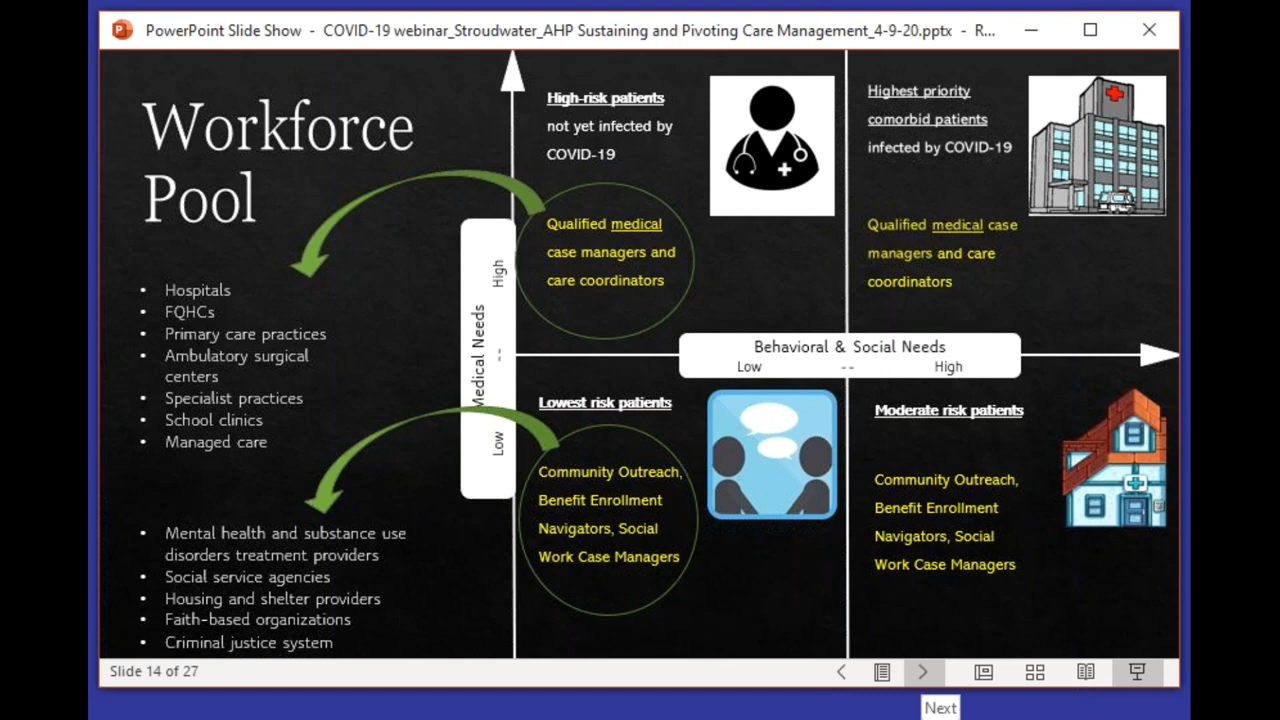 PowerPoint Slide Show - COVID-19 webinar_Stroudwater_AHP Sustaining and Pivoting Care Management_4-9-20.pptx - R...
Workforce
Pool
• Hospitals
• FQHCs
• Primary care practices
• Ambulatory surgical
centers
• Specialist practices
• School clinics
• Managed care
• Mental health and substance use
disorders treatment providers
• Social service agencies
• Housing and shelter providers
• Faith-based organizations
• Criminal justice system
Medical Needs
Low -- High
High-risk patients
not yet infected by
COVID-19
Qualified medical
case managers and
care coordinators
Highest priority
comorbid patients
infected by COVID-19
Qualified medical case
managers and care
coordinators
Behavioral & Social Needs
Low -- High
Lowest risk patients
Community Outreach,
Benefit Enrollment
Navigators, Social
Work Case Managers
Moderate risk patients
Community Outreach,
Benefit Enrollment
Navigators, Social
Work Case Managers
Slide 14 of 27
Next